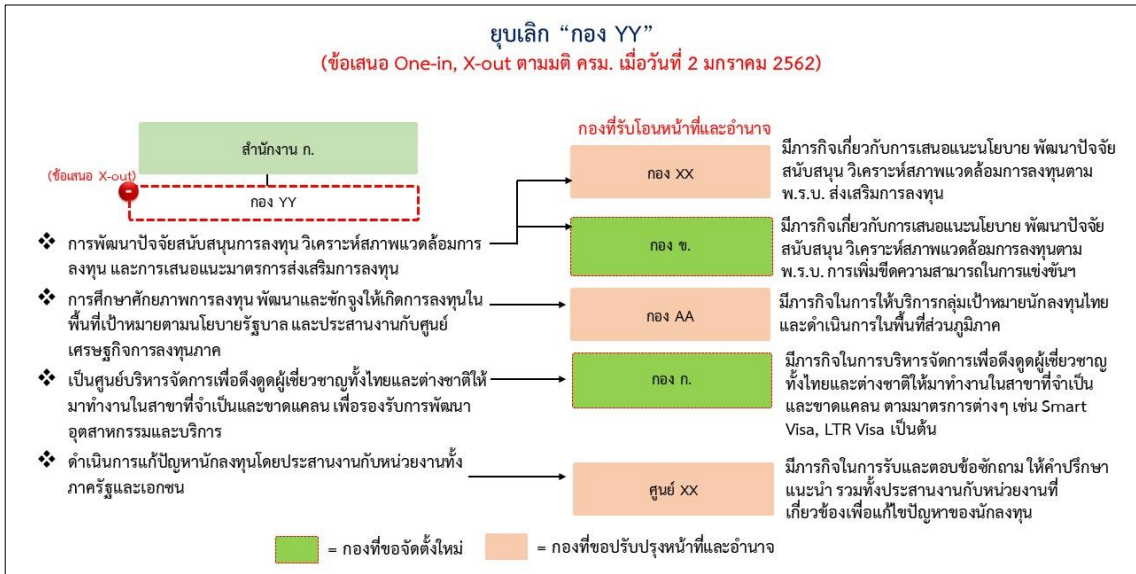 ยุบเลิก “กอง YY”
(ข้อเสนอ One-in, X-out ตามมติ ครม. เมื่อวันที่ 2 มกราคม 2562)
สำนักงาน ก.
(ข้อเสนอ X-out)
กอง YY
❖ การพัฒนาปัจจัยสนับสนุนการลงทุน วิเคราะห์สภาพแวดล้อมการ
ลงทุน และการเสนอแนะมาตรการส่งเสริมการลงทุน
❖ การศึกษาศักยภาพการลงทุน พัฒนาและชักจูงให้เกิดการลงทุนใน
พื้นที่เป้าหมายตามนโยบายรัฐบาล และประสานงานกับศูนย์
เศรษฐกิจการลงทุนภาค
❖ เป็นศูนย์บริหารจัดการเพื่อดึงดูดผู้เชี่ยวชาญทั้งไทยและต่างชาติให้
มาทำงานในสาขาที่จำเป็นและขาดแคลน เพื่อรองรับการพัฒนา
อุตสาหกรรมและบริการ
❖ ดำเนินการแก้ปัญหานักลงทุนโดยประสานงานกับหน่วยงานทั้ง
ภาครัฐและเอกชน
กองที่รับโอนหน้าที่และอำนาจ
กอง XX
มีภารกิจเกี่ยวกับการเสนอแนะนโยบาย พัฒนาปัจจัย
สนับสนุน วิเคราะห์สภาพแวดล้อมการลงทุนตาม
พ.ร.บ. ส่งเสริมการลงทุน
กอง ข.
มีภารกิจเกี่ยวกับการเสนอแนะนโยบาย พัฒนาปัจจัย
สนับสนุน วิเคราะห์สภาพแวดล้อมการลงทุนตาม
พ.ร.บ. การเพิ่มขีดความสามารถในการแข่งขันฯ
กอง AA
มีภารกิจในการให้บริการกลุ่มเป้าหมายนักลงทุนไทย
และดำเนินการในพื้นที่ส่วนภูมิภาค
กอง ก.
มีภารกิจในการบริหารจัดการเพื่อดึงดูดผู้เชี่ยวชาญ
ทั้งไทยและต่างชาติให้มาทำงานในสาขาที่จำเป็น
และขาดแคลน ตามมาตรการต่างๆ เช่น Smart
Visa, LTR Visa เป็นต้น
ศูนย์ XX
มีภารกิจในการรับและตอบข้อซักถาม ให้คำปรึกษา
แนะนำ รวมทั้งประสานงานกับหน่วยงานที่
เกี่ยวข้องเพื่อแก้ไขปัญหาของนักลงทุน
= กองที่ขอจัดตั้งใหม่
= กองที่ขอปรับปรุงหน้าที่และอำนาจ